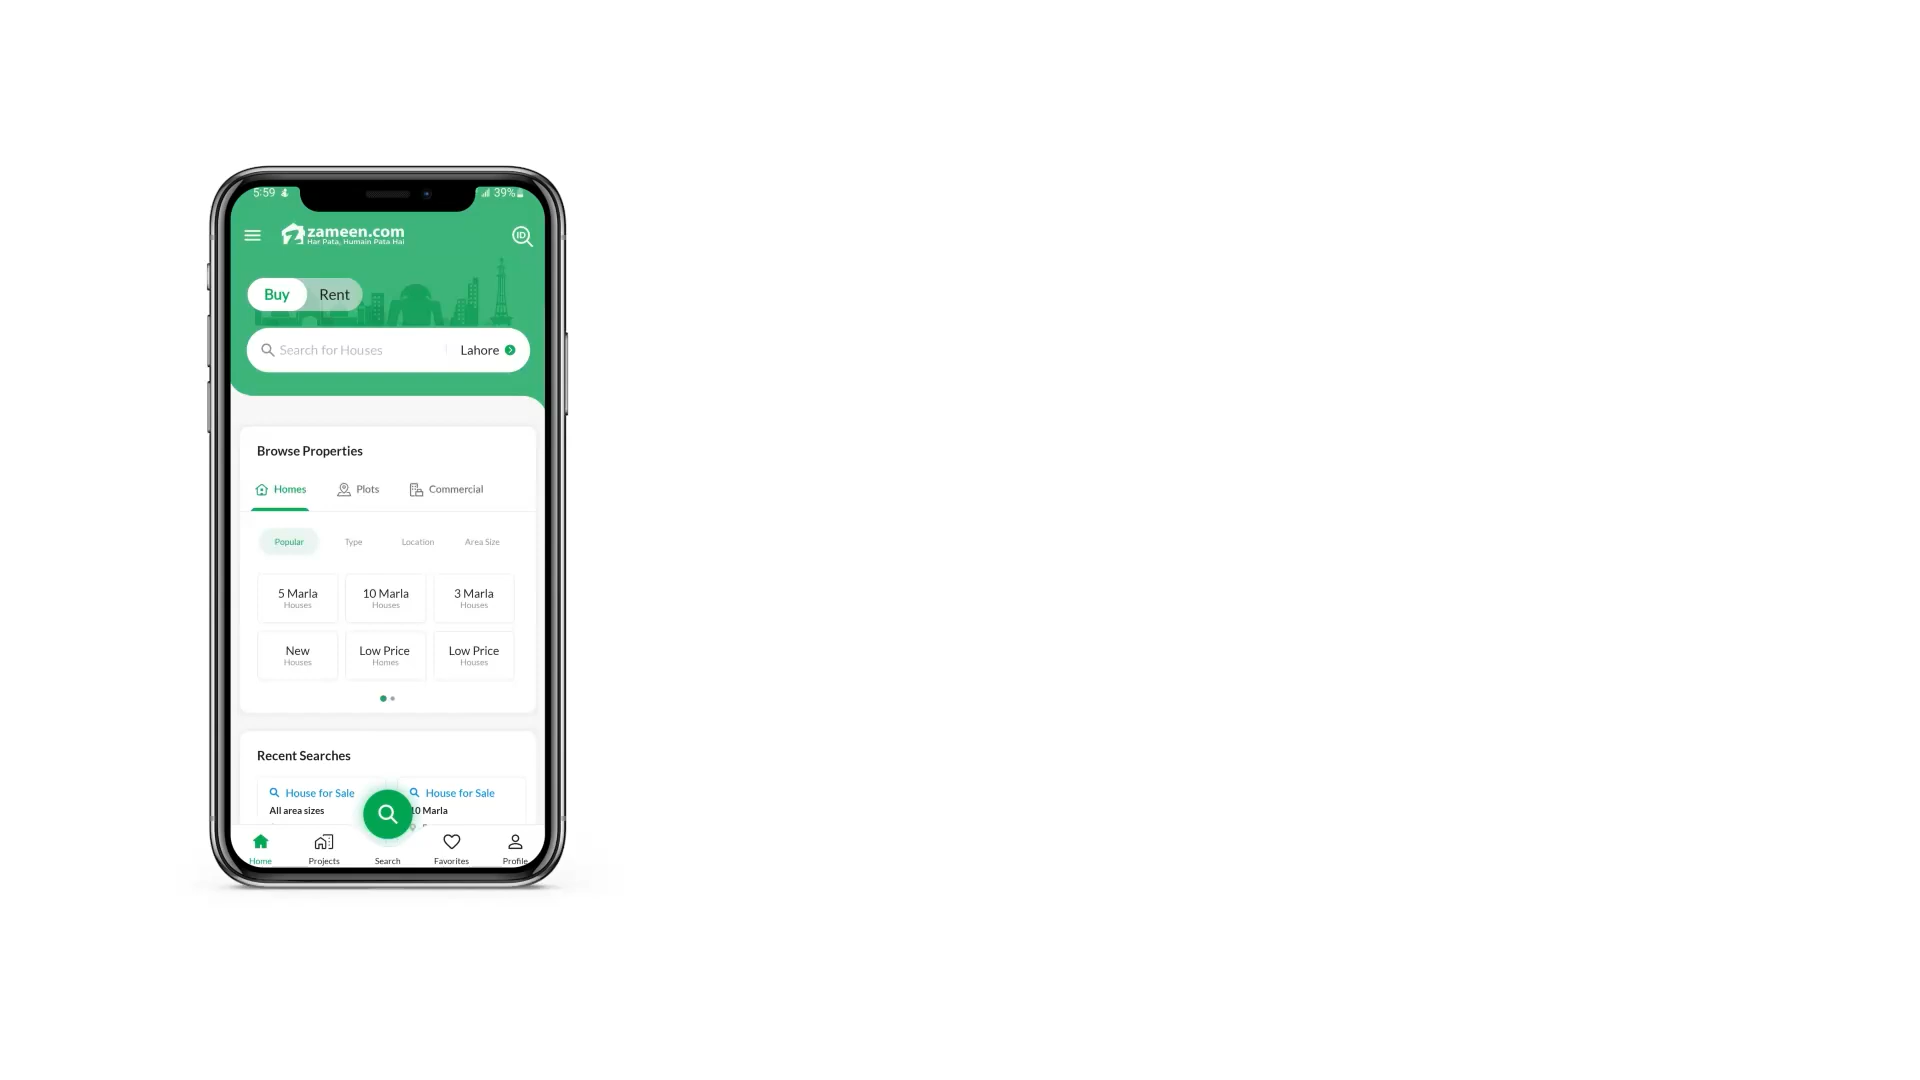 5:59 39%
zameen.com
Har Pata, Humain Pata Hai
ID
Buy Rent
Search for Houses Lahore
Browse Properties
Homes Plots Commercial
Popular Type Location Area Size
5 Marla 10 Marla 3 Marla
Houses Houses Houses
New Low Price Low Price
Houses Homes Houses
Recent Searches
House for Sale House for Sale
All area sizes 10 Marla
Home Projects Search Favorites Profile